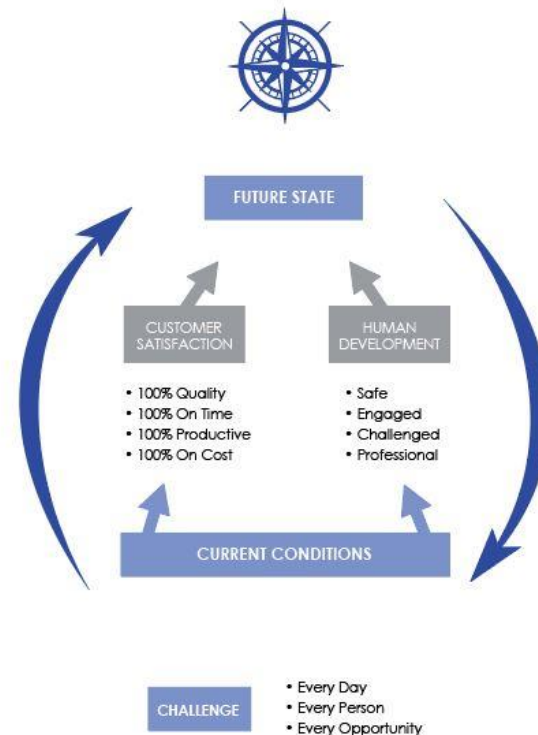 FUTURE STATE
CUSTOMER
SATISFACTION
• 100% Quality
• 100% On Time
• 100% Productive
• 100% On Cost
HUMAN
DEVELOPMENT
• Safe
• Engaged
• Challenged
• Professional
CURRENT CONDITIONS
CHALLENGE
• Every Day
• Every Person
• Every Opportunity